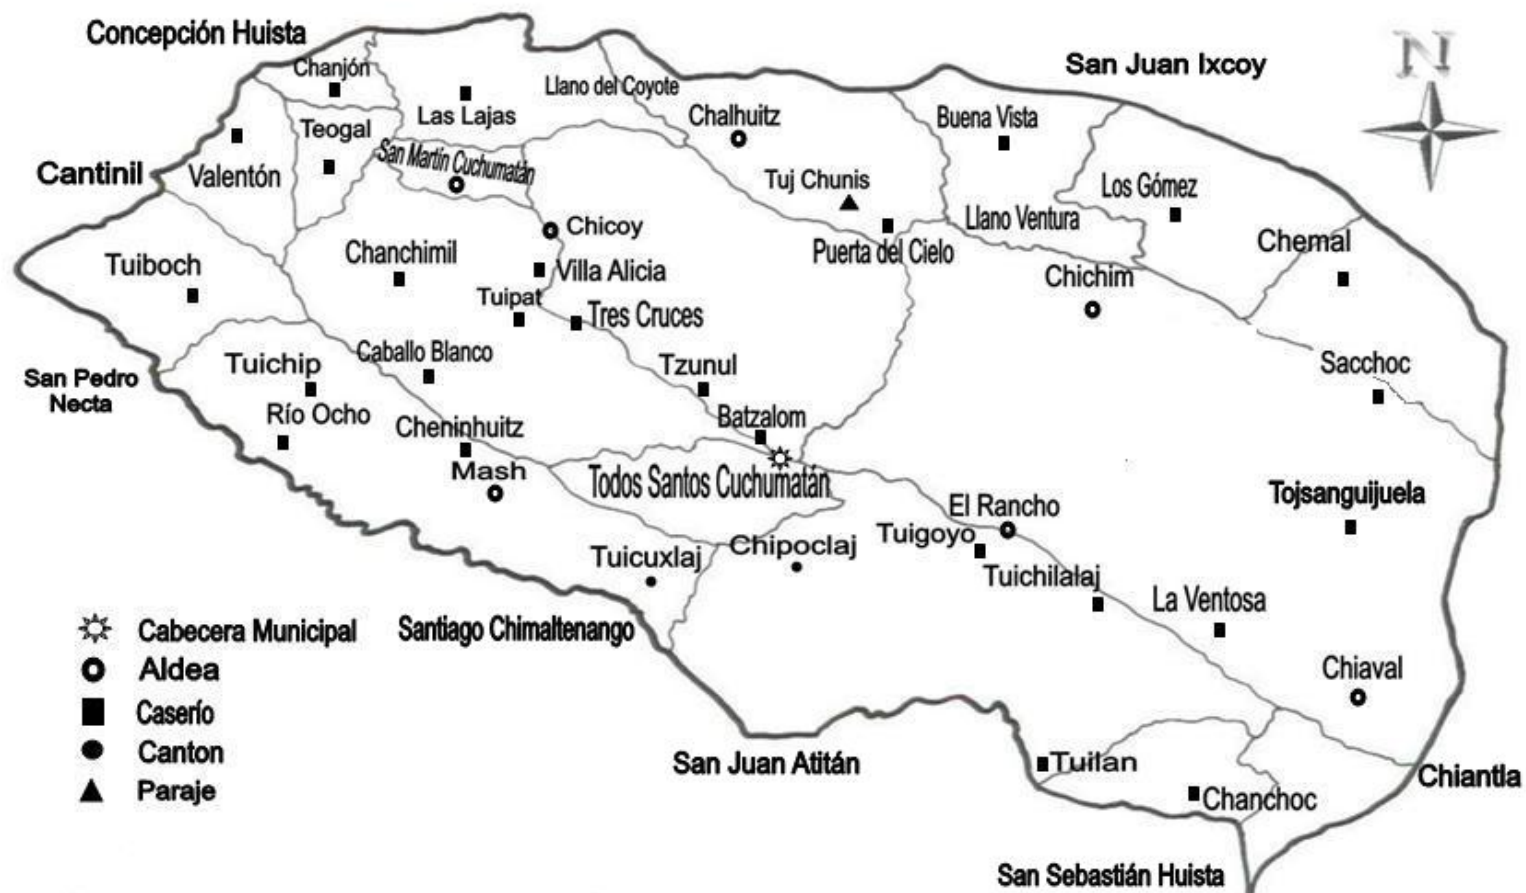 Concepción Huista
San Juan Ixcoy
N
Chanjón
Llano del Coyote
Las Lajas
Chalhuitz
Buena Vista
Teogal
San Martín Cuchumatán
Cantinil
Valentón
Tuj Chunis
Los Gómez
Llano Ventura
Chicoy
Chemal
Puerta del Cielo
Chanchimil
Tuiboch
Villa Alicia
Chichim
Tuipat
Tres Cruces
Caballo Blanco
Tuichip
Tzunul
Sacchoc
San Pedro
Necta
Río Ocho
Batzalom
Cheninhuitz
Mash
Todos Santos Cuchumatán
Tojsanguijuela
El Rancho
Tuigoyo
Chipoclaj
Tuicuxlaj
Tuichilalaj
La Ventosa
Cabecera Municipal
Santiago Chimaltenango
Aldea
Chiaval
Caserío
Canton
San Juan Atitán
Tuilan
Chiantla
Paraje
Chanchoc
San Sebastián Huista